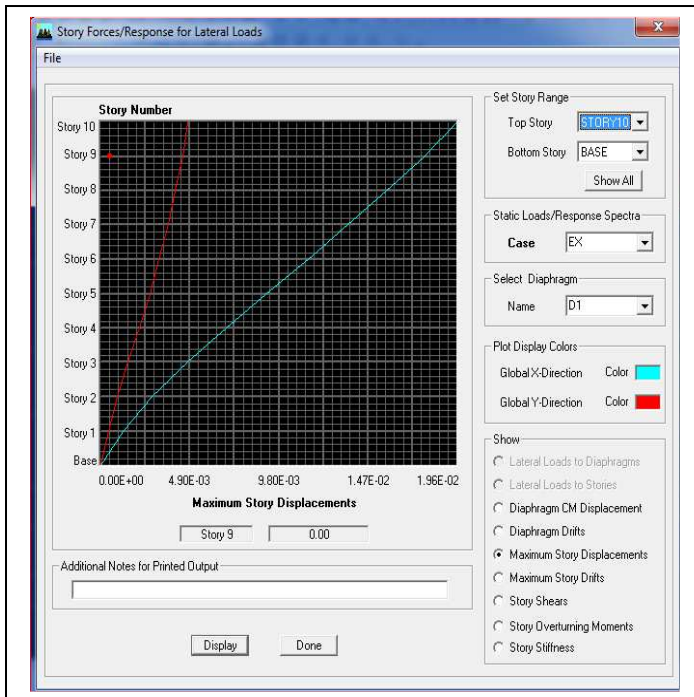 Story Forces/Response for Lateral Loads
File
Story Number
Story 10
Story 9
Story 8
Story 7
Story 6
Story 5
Story 4
Story 3
Story 2
Story 1
Base
0.00E+00 4.90E-03 9.80E-03 1.47E-02 1.96E-02
Maximum Story Displacements
Story 9 0.00
Additional Notes for Printed Output
Display Done
Set Story Range
Top Story STORY10
Bottom Story BASE
Show All
Static Loads/Response Spectra
Case EX
Select Diaphragm
Name D1
Plot Display Colors
Global X-Direction Color
Global Y-Direction Color
Show
Lateral Loads to Diaphragms
Lateral Loads to Stories
Diaphragm CM Displacement
Diaphragm Drifts
Maximum Story Displacements
Maximum Story Drifts
Story Shears
Story Overturning Moments
Story Stiffness